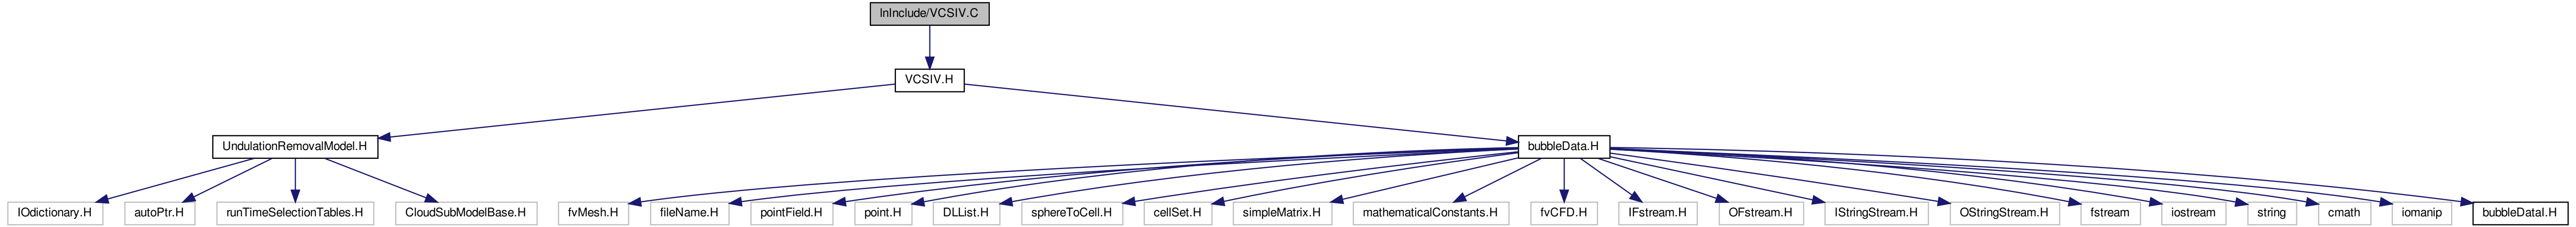 lnInclude/VCSIV.C
VCSIV.H
UndulationRemovalModel.H
bubbleData.H
IOdictionary.H
autoPtr.H
runTimeSelectionTables.H
CloudSubModelBase.H
fvMesh.H
fileName.H
pointField.H
point.H
DLList.H
sphereToCell.H
cellSet.H
simpleMatrix.H
mathematicalConstants.H
fvCFD.H
IFstream.H
OFstream.H
IStringStream.H
OStringStream.H
fstream
iostream
string
cmath
iomanip
bubbleDataI.H